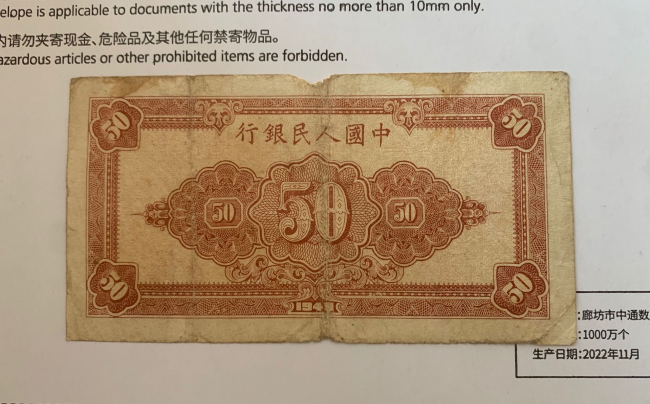 elope is applicable to documents with the thickness no more than 10mm only.
内请勿夹寄现金、危险品及其他任何禁寄物品。
azardous articles or other prohibited items are forbidden.
50 50
行銀民人國中
50 50 50
50 50
:廊坊市中通数
:1000万个
生产日期:2022年11月